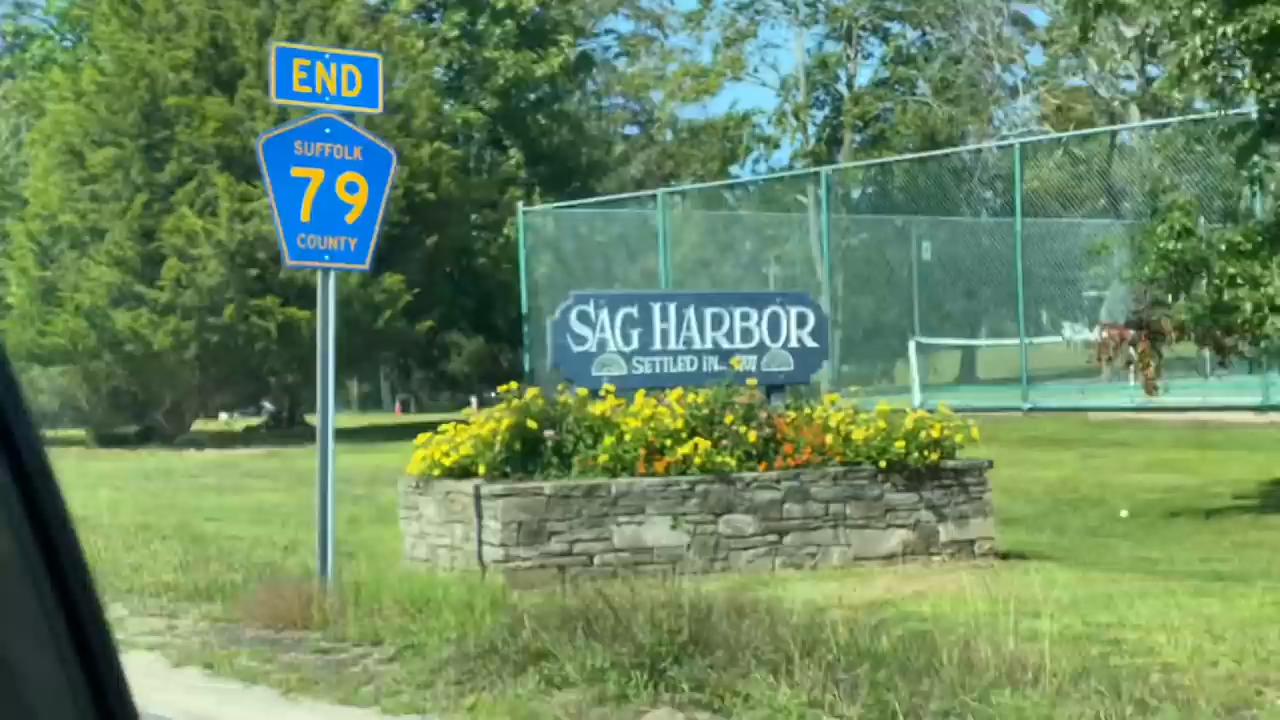 END
SUFFOLK
79
COUNTY
SAG HARBOR
SETTLED IN